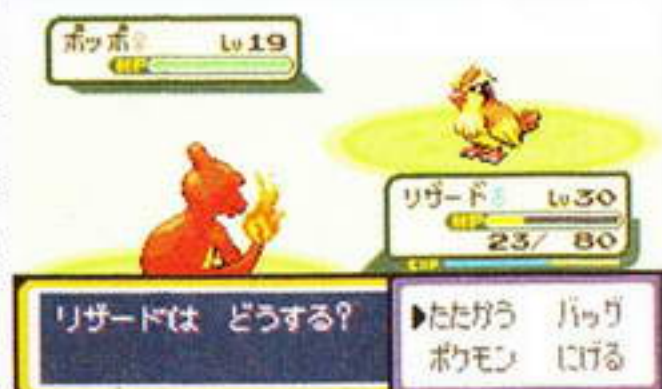 ポッポ♀ Lv19
HP
リザード♂ Lv30
HP
23/ 80
EXP
リザードは どうする?
▶たたかう バッグ
ポケモン にげる